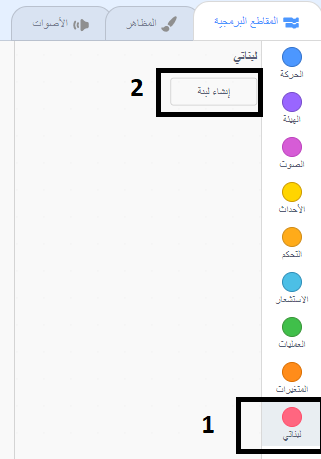 المقاطع البرمجية
المظاهر
الأصوات
لبناتي
2
إنشاء لبنة
الحركة
الهيئة
الصوت
الأحداث
التحكم
الاستشعار
العمليات
المتغيرات
1
لبناتي